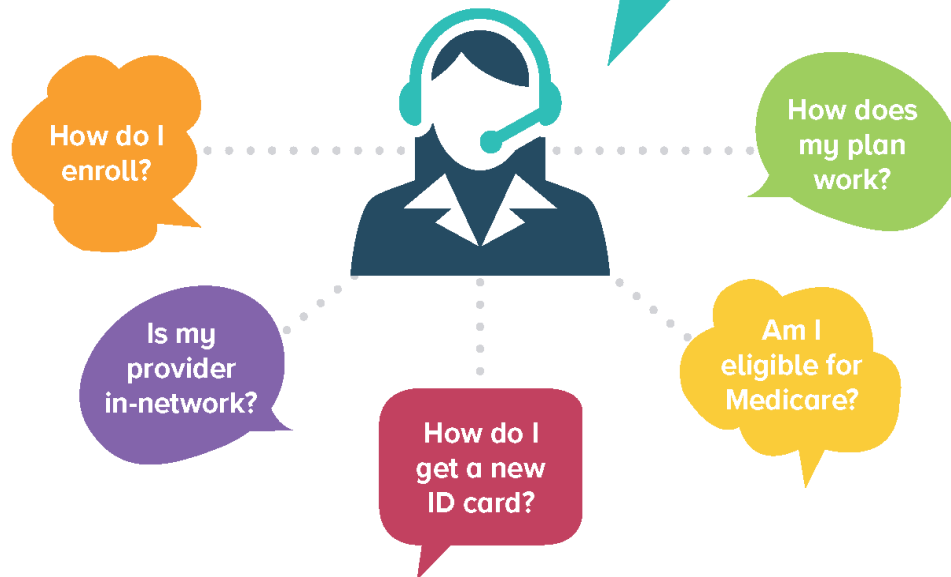 How do I
enroll?
How does
my plan
work?
Is my
provider
in-network?
How do I
get a new
ID card?
Am I
eligible for
Medicare?